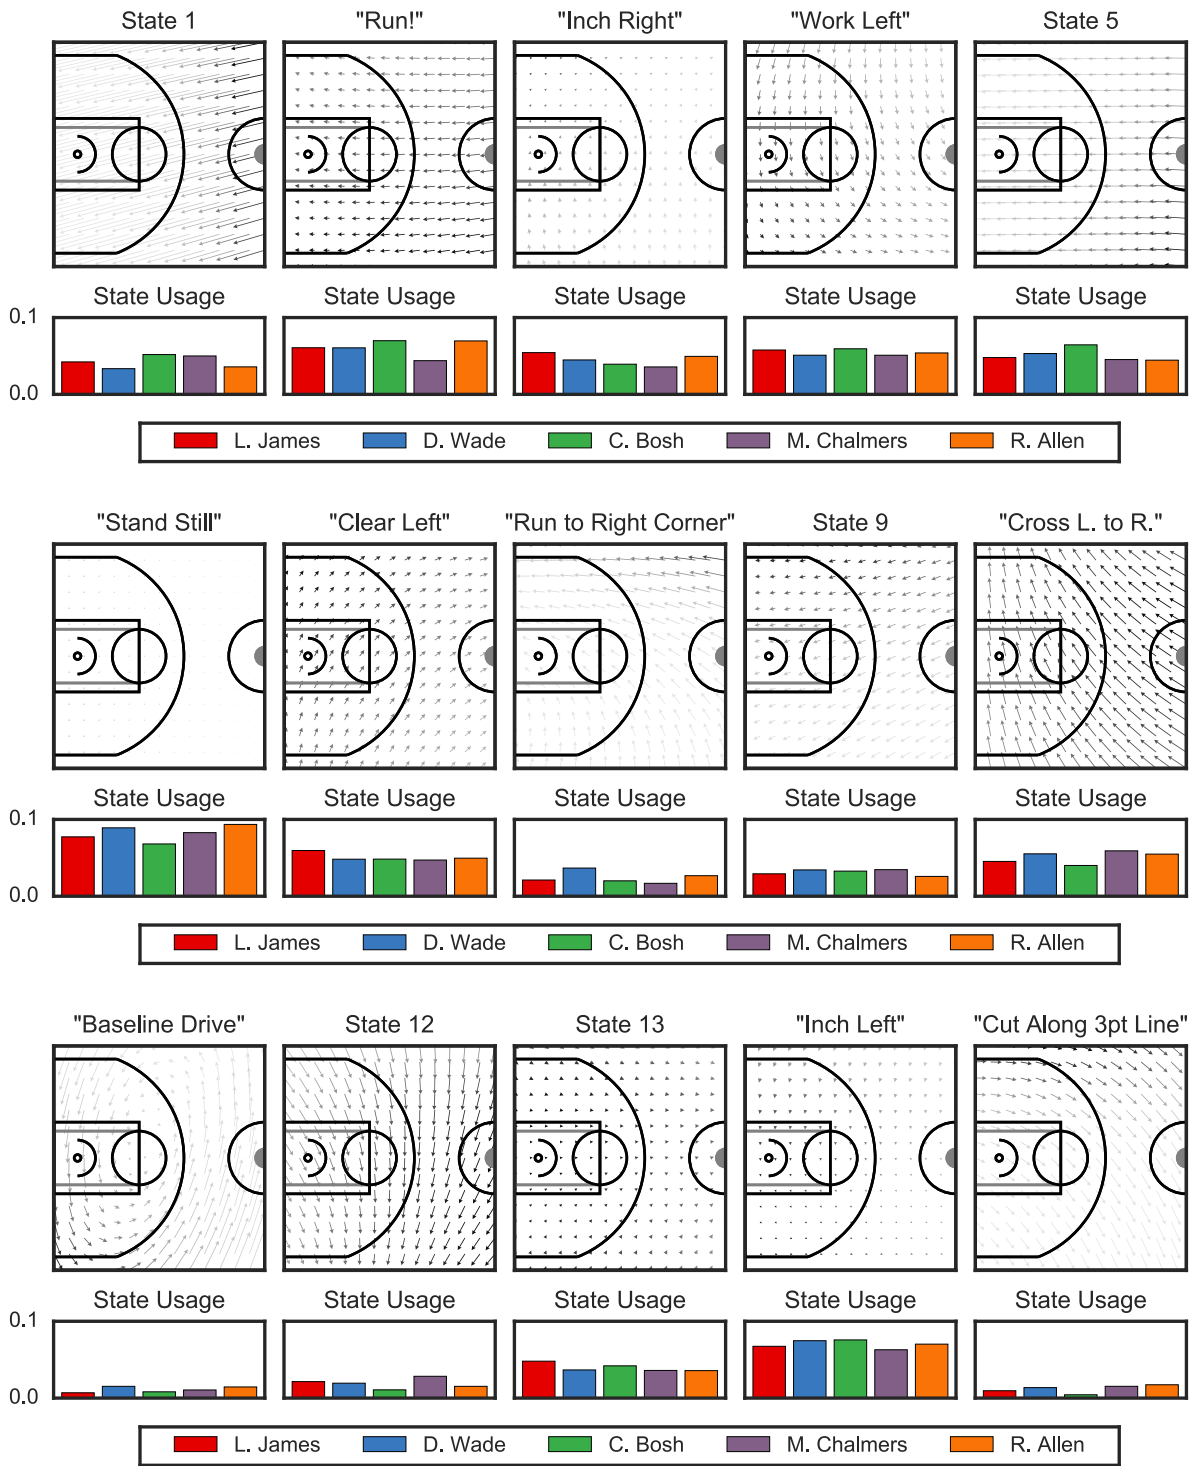 State 1 "Run!" "Inch Right" "Work Left" State 5
State Usage State Usage State Usage State Usage State Usage
0.1
0.0
L. James D. Wade C. Bosh M. Chalmers R. Allen
"Stand Still" "Clear Left" "Run to Right Corner" State 9 "Cross L. to R."
State Usage State Usage State Usage State Usage State Usage
0.1
0.0
L. James D. Wade C. Bosh M. Chalmers R. Allen
"Baseline Drive" State 12 State 13 "Inch Left" "Cut Along 3pt Line"
State Usage State Usage State Usage State Usage State Usage
0.1
0.0
L. James D. Wade C. Bosh M. Chalmers R. Allen